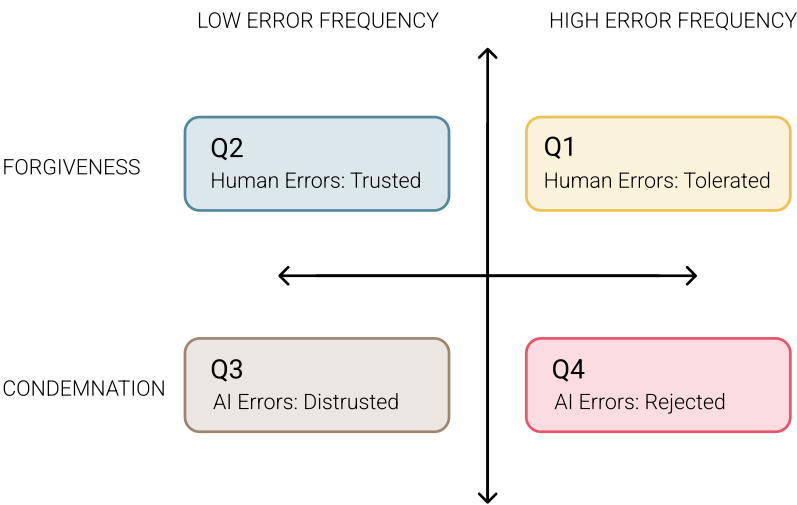 LOW ERROR FREQUENCY
HIGH ERROR FREQUENCY
FORGIVENESS
Q2
Human Errors: Trusted
Q1
Human Errors: Tolerated
CONDEMNATION
Q3
AI Errors: Distrusted
Q4
AI Errors: Rejected